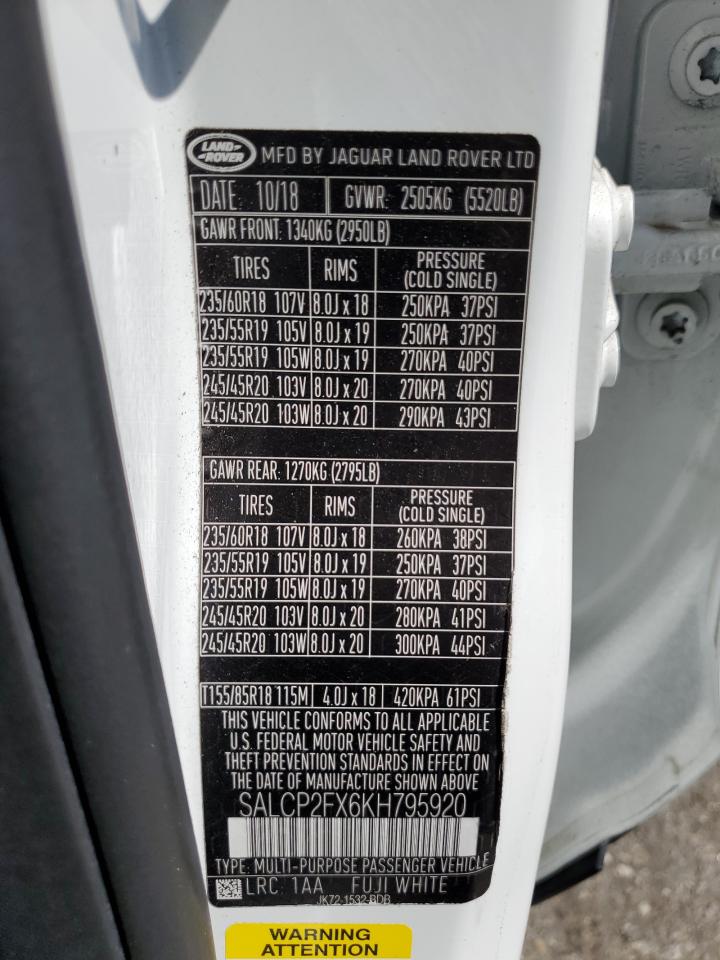 LAND ROVER MFD BY JAGUAR LAND ROVER LTD
DATE: 10/18 GVWR: 2505KG (5520LB)
GAWR FRONT: 1340KG (2950LB)
TIRES RIMS PRESSURE (COLD SINGLE)
235/60R18 107V 8.0J x 18 250KPA 37PSI
235/55R19 105V 8.0J x 19 250KPA 37PSI
235/55R19 105W 8.0J x 19 270KPA 40PSI
245/45R20 103V 8.0J x 20 270KPA 40PSI
245/45R20 103W 8.0J x 20 290KPA 43PSI
GAWR REAR: 1270KG (2795LB)
TIRES RIMS PRESSURE (COLD SINGLE)
235/60R18 107V 8.0J x 18 260KPA 38PSI
235/55R19 105V 8.0J x 19 250KPA 37PSI
235/55R19 105W 8.0J x 19 270KPA 40PSI
245/45R20 103V 8.0J x 20 280KPA 41PSI
245/45R20 103W 8.0J x 20 300KPA 44PSI
T155/85R18 115M 4.0J x 18 420KPA 61PSI
THIS VEHICLE CONFORMS TO ALL APPLICABLE
U.S. FEDERAL MOTOR VEHICLE SAFETY AND
THEFT PREVENTION STANDARDS IN EFFECT ON
THE DATE OF MANUFACTURE SHOWN ABOVE
SALCP2FX6KH795920
TYPE: MULTI-PURPOSE PASSENGER VEHICLE
LRC: 1AA FUJI WHITE
JK72-1532-BDB
WARNING
ATTENTION